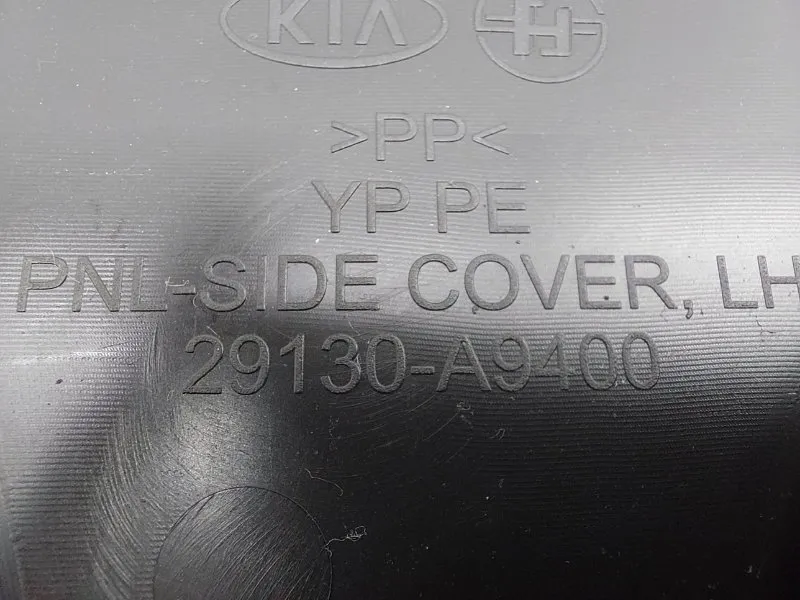 KIA
>PP<
YP PE
PNL-SIDE COVER, LH
29130-A9400